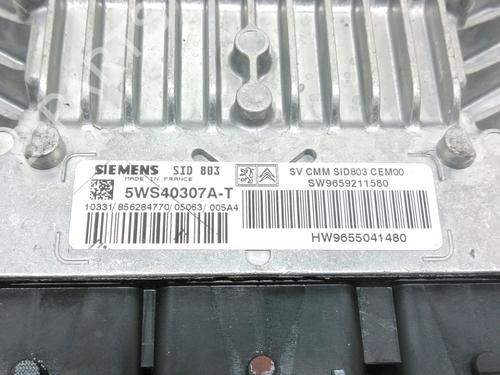 SIEMENS SID 803
MADE IN FRANCE
5WS40307A-T
10331/856284770/05063/005A4
SV CMM SID803 CEM00
SW9659211580
HW9655041480